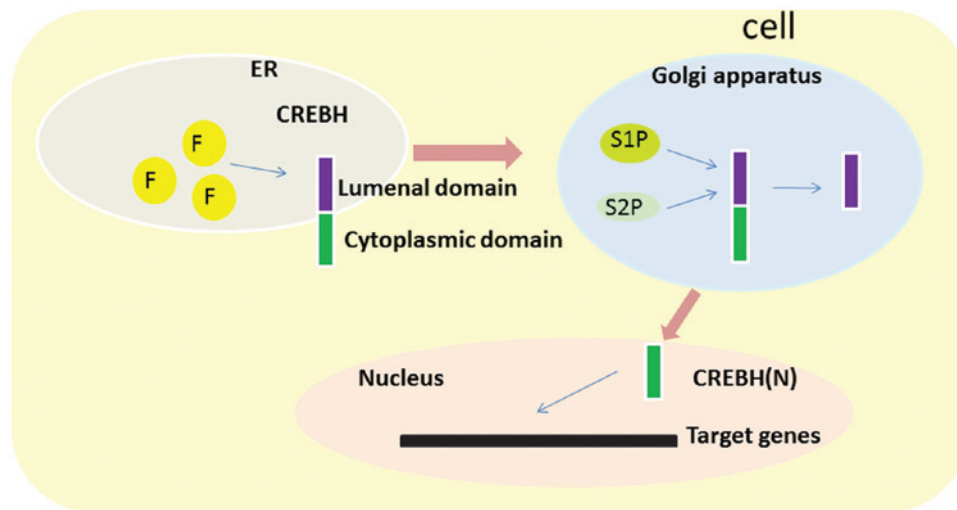 cell
ER
CREBH
F
F
F
Lumenal domain
Cytoplasmic domain
Golgi apparatus
S1P
S2P
Nucleus
CREBH(N)
Target genes